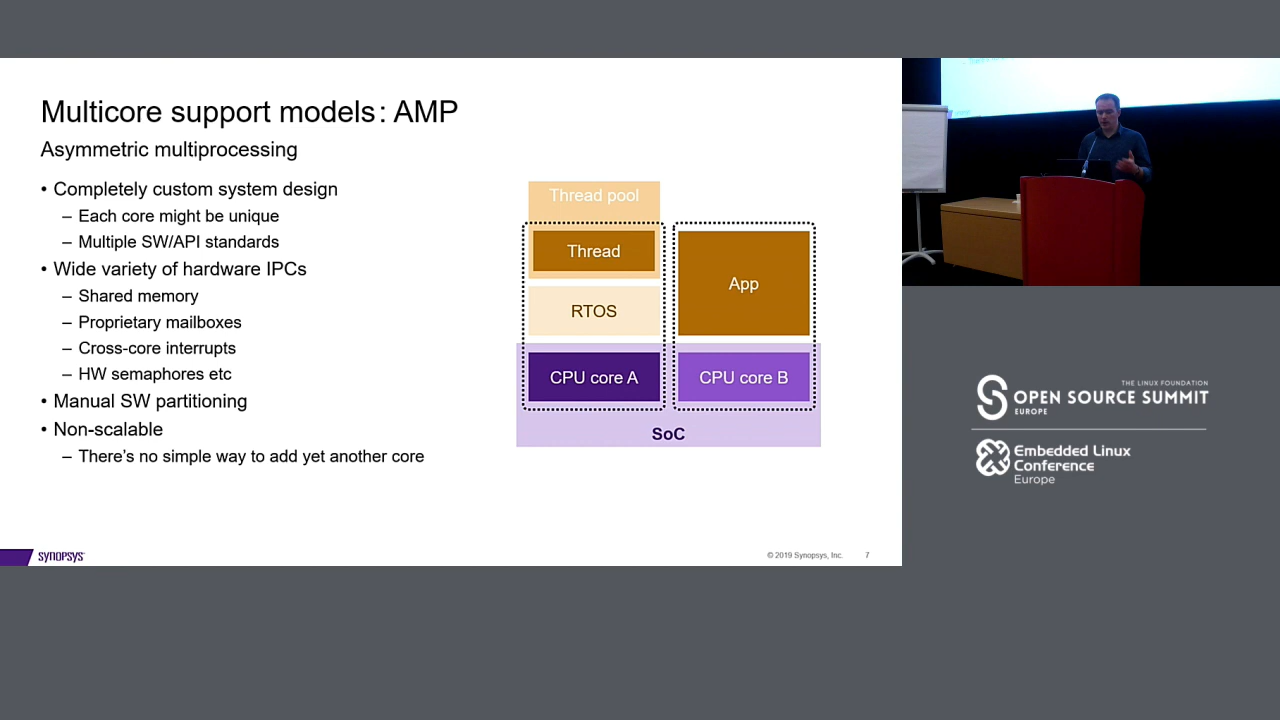 Multicore support models: AMP
Asymmetric multiprocessing
• Completely custom system design
– Each core might be unique
– Multiple SW/API standards
• Wide variety of hardware IPCs
– Shared memory
– Proprietary mailboxes
– Cross-core interrupts
– HW semaphores etc
• Manual SW partitioning
• Non-scalable
– There's no simple way to add yet another core
Thread pool
Thread
RTOS
CPU core A
App
CPU core B
SoC
SYNOPSYS
© 2019 Synopsys, Inc. 7
THE LINUX FOUNDATION
OPEN SOURCE SUMMIT
EUROPE
Embedded Linux
Conference
Europe